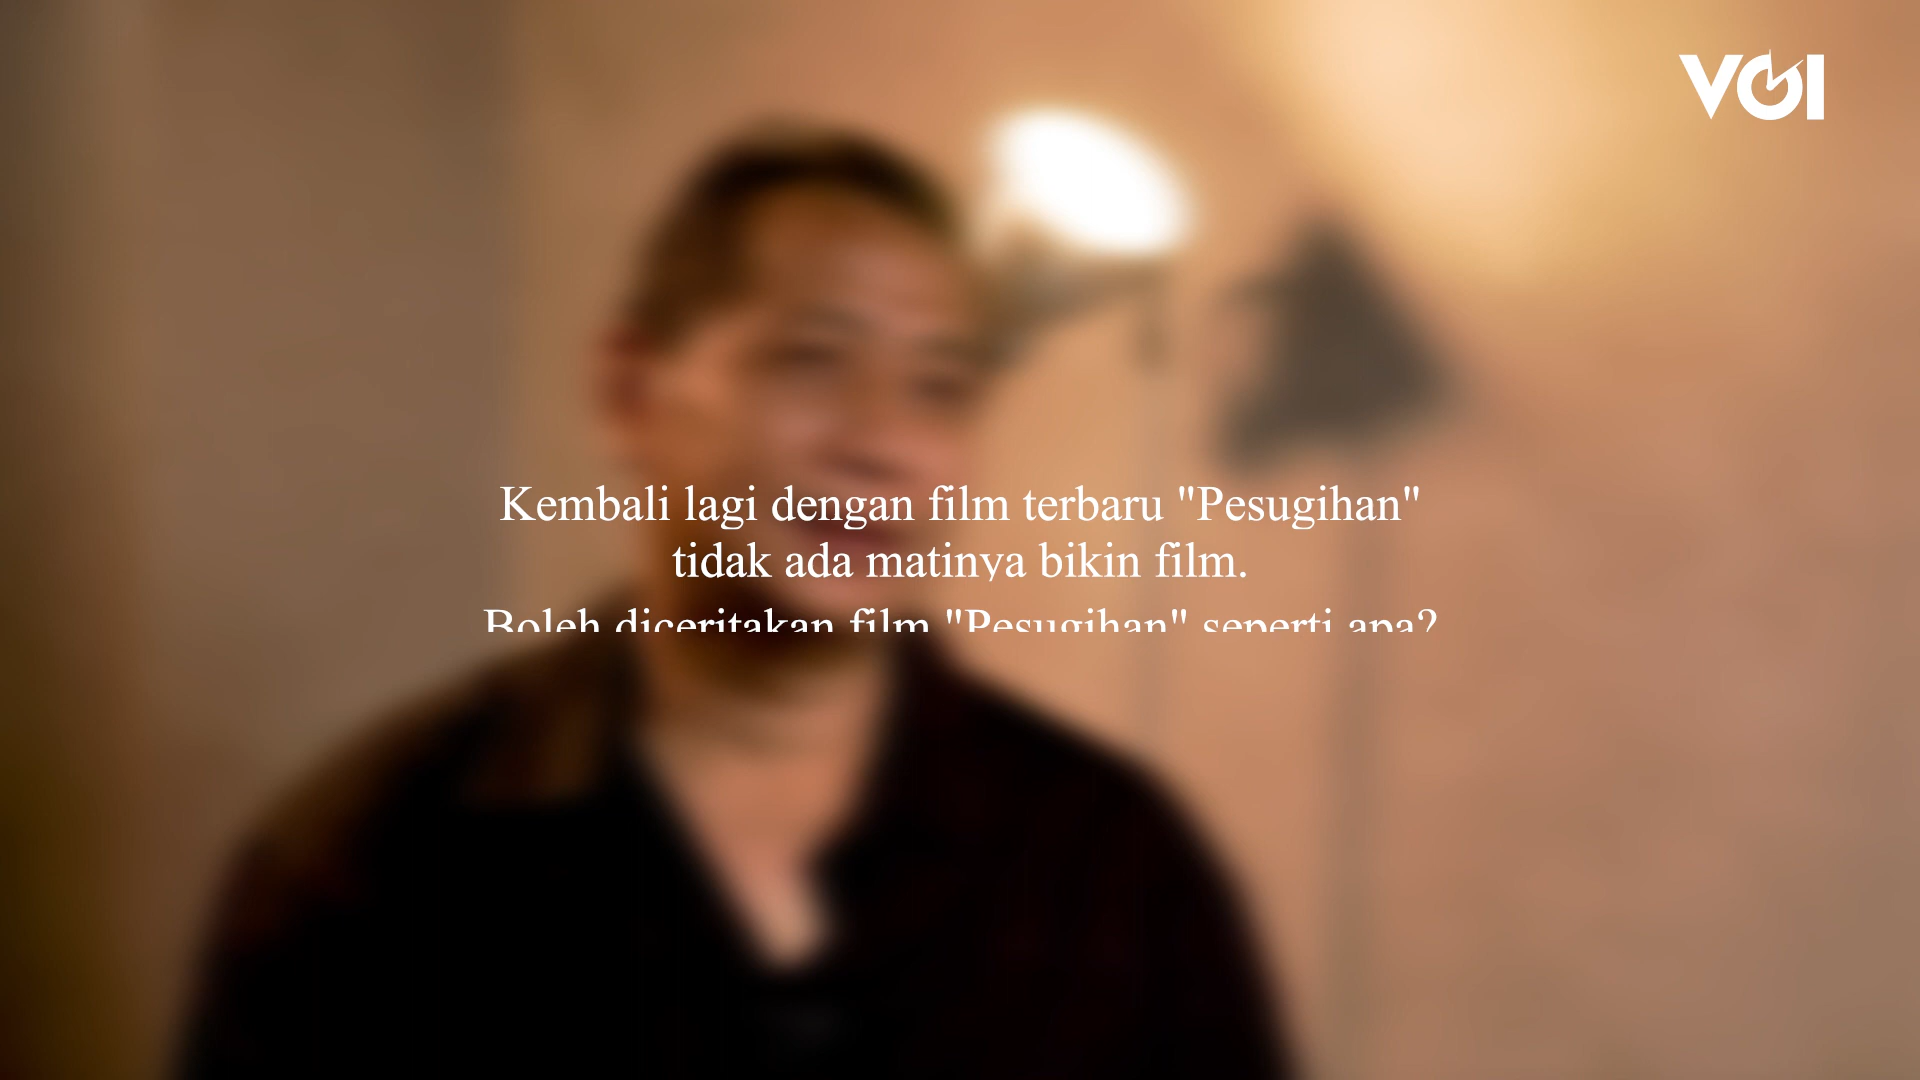 VOI
Kembali lagi dengan film terbaru "Pesugihan"
tidak ada matinya bikin film.
Boleh diceritakan film "Pesugihan" seperti apa?